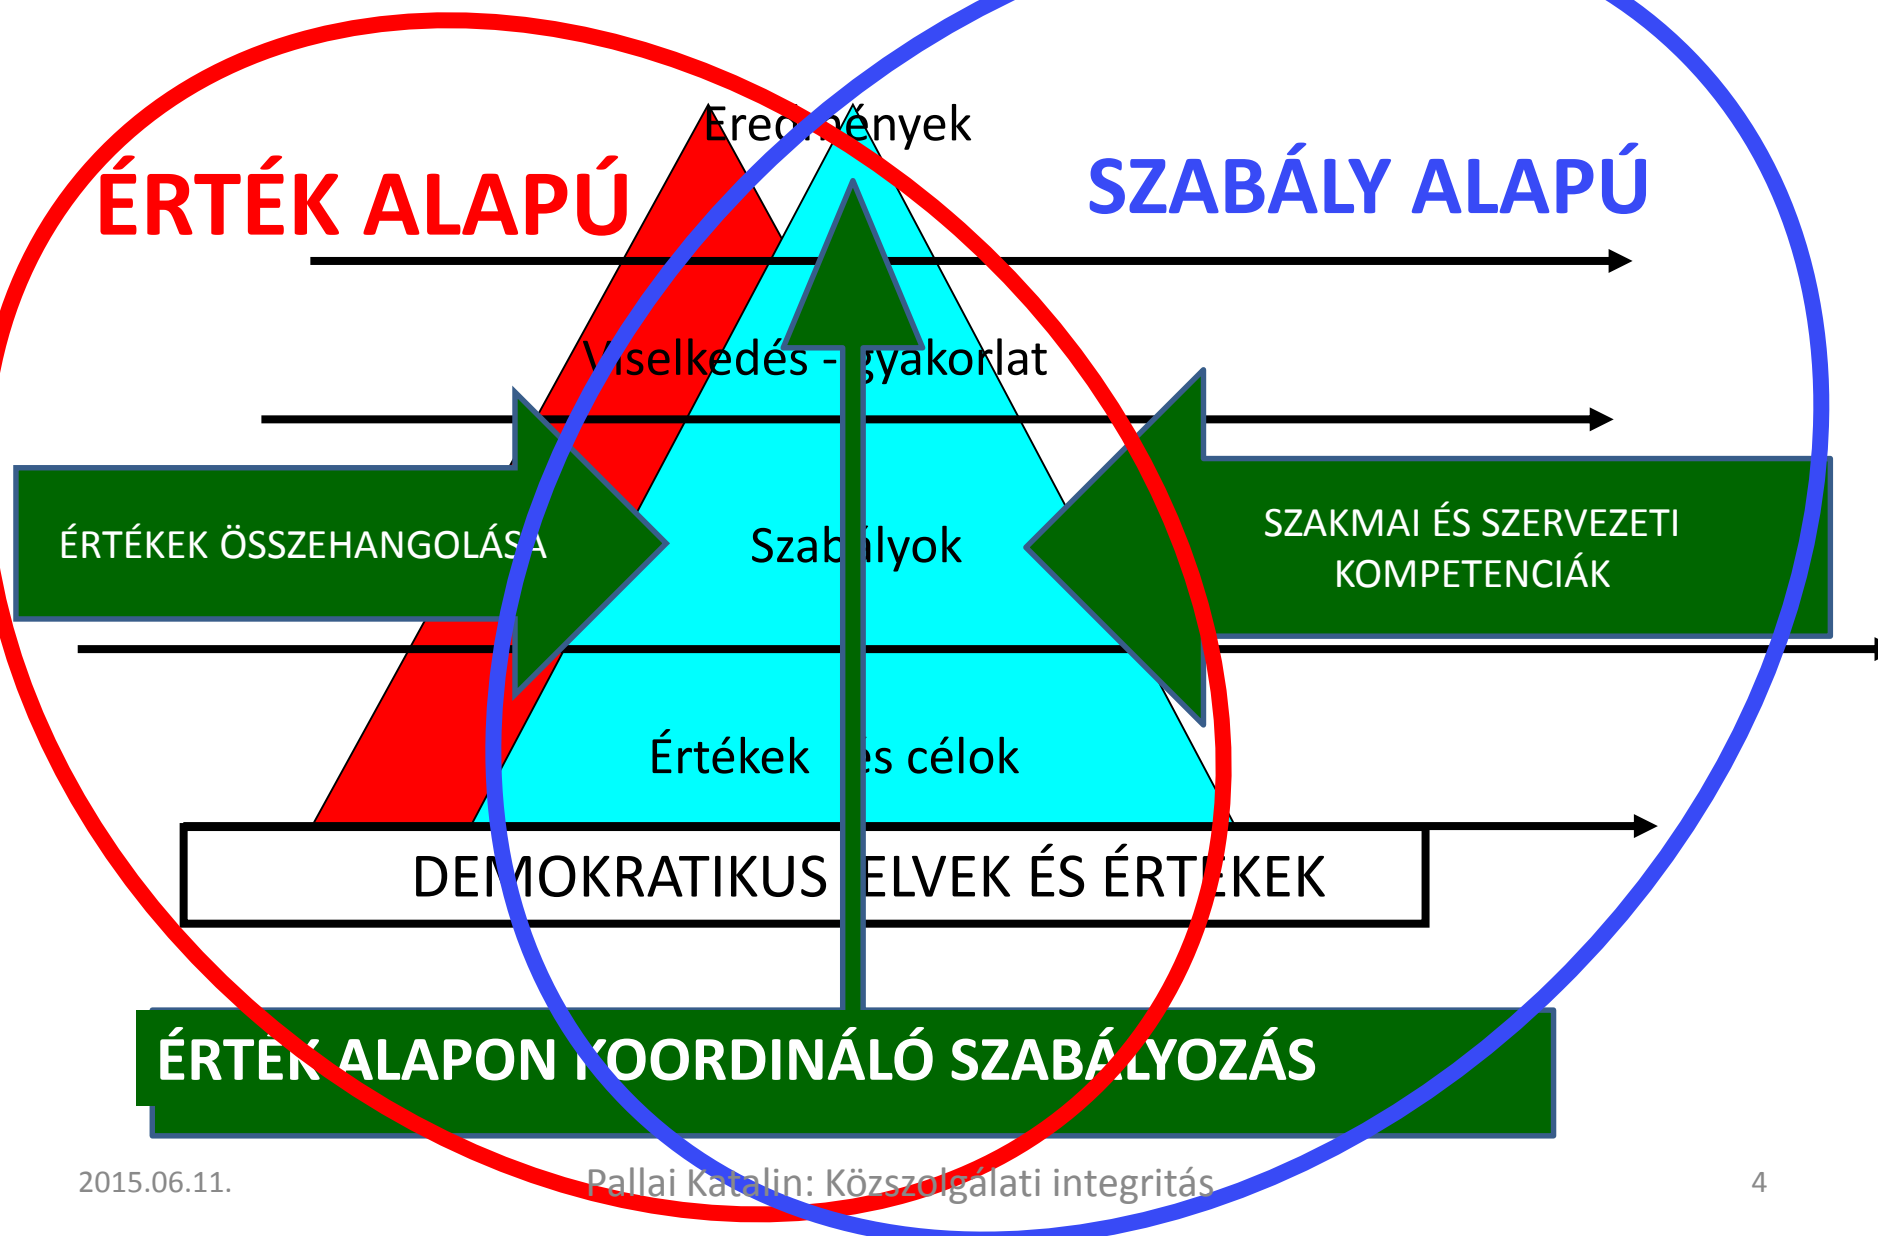 Eredmények
ÉRTÉK ALAPÚ
SZABÁLY ALAPÚ
Viselkedés - gyakorlat
ÉRTÉKEK ÖSSZEHANGOLÁSA
Szabályok
SZAKMAI ÉS SZERVEZETI
KOMPETENCIÁK
Értékek és célok
DEMOKRATIKUS ELVEK ÉS ÉRTÉKEK
ÉRTÉK ALAPON KOORDINÁLÓ SZABÁLYOZÁS
2015.06.11.
Pallai Katalin: Közszolgálati integritás
4